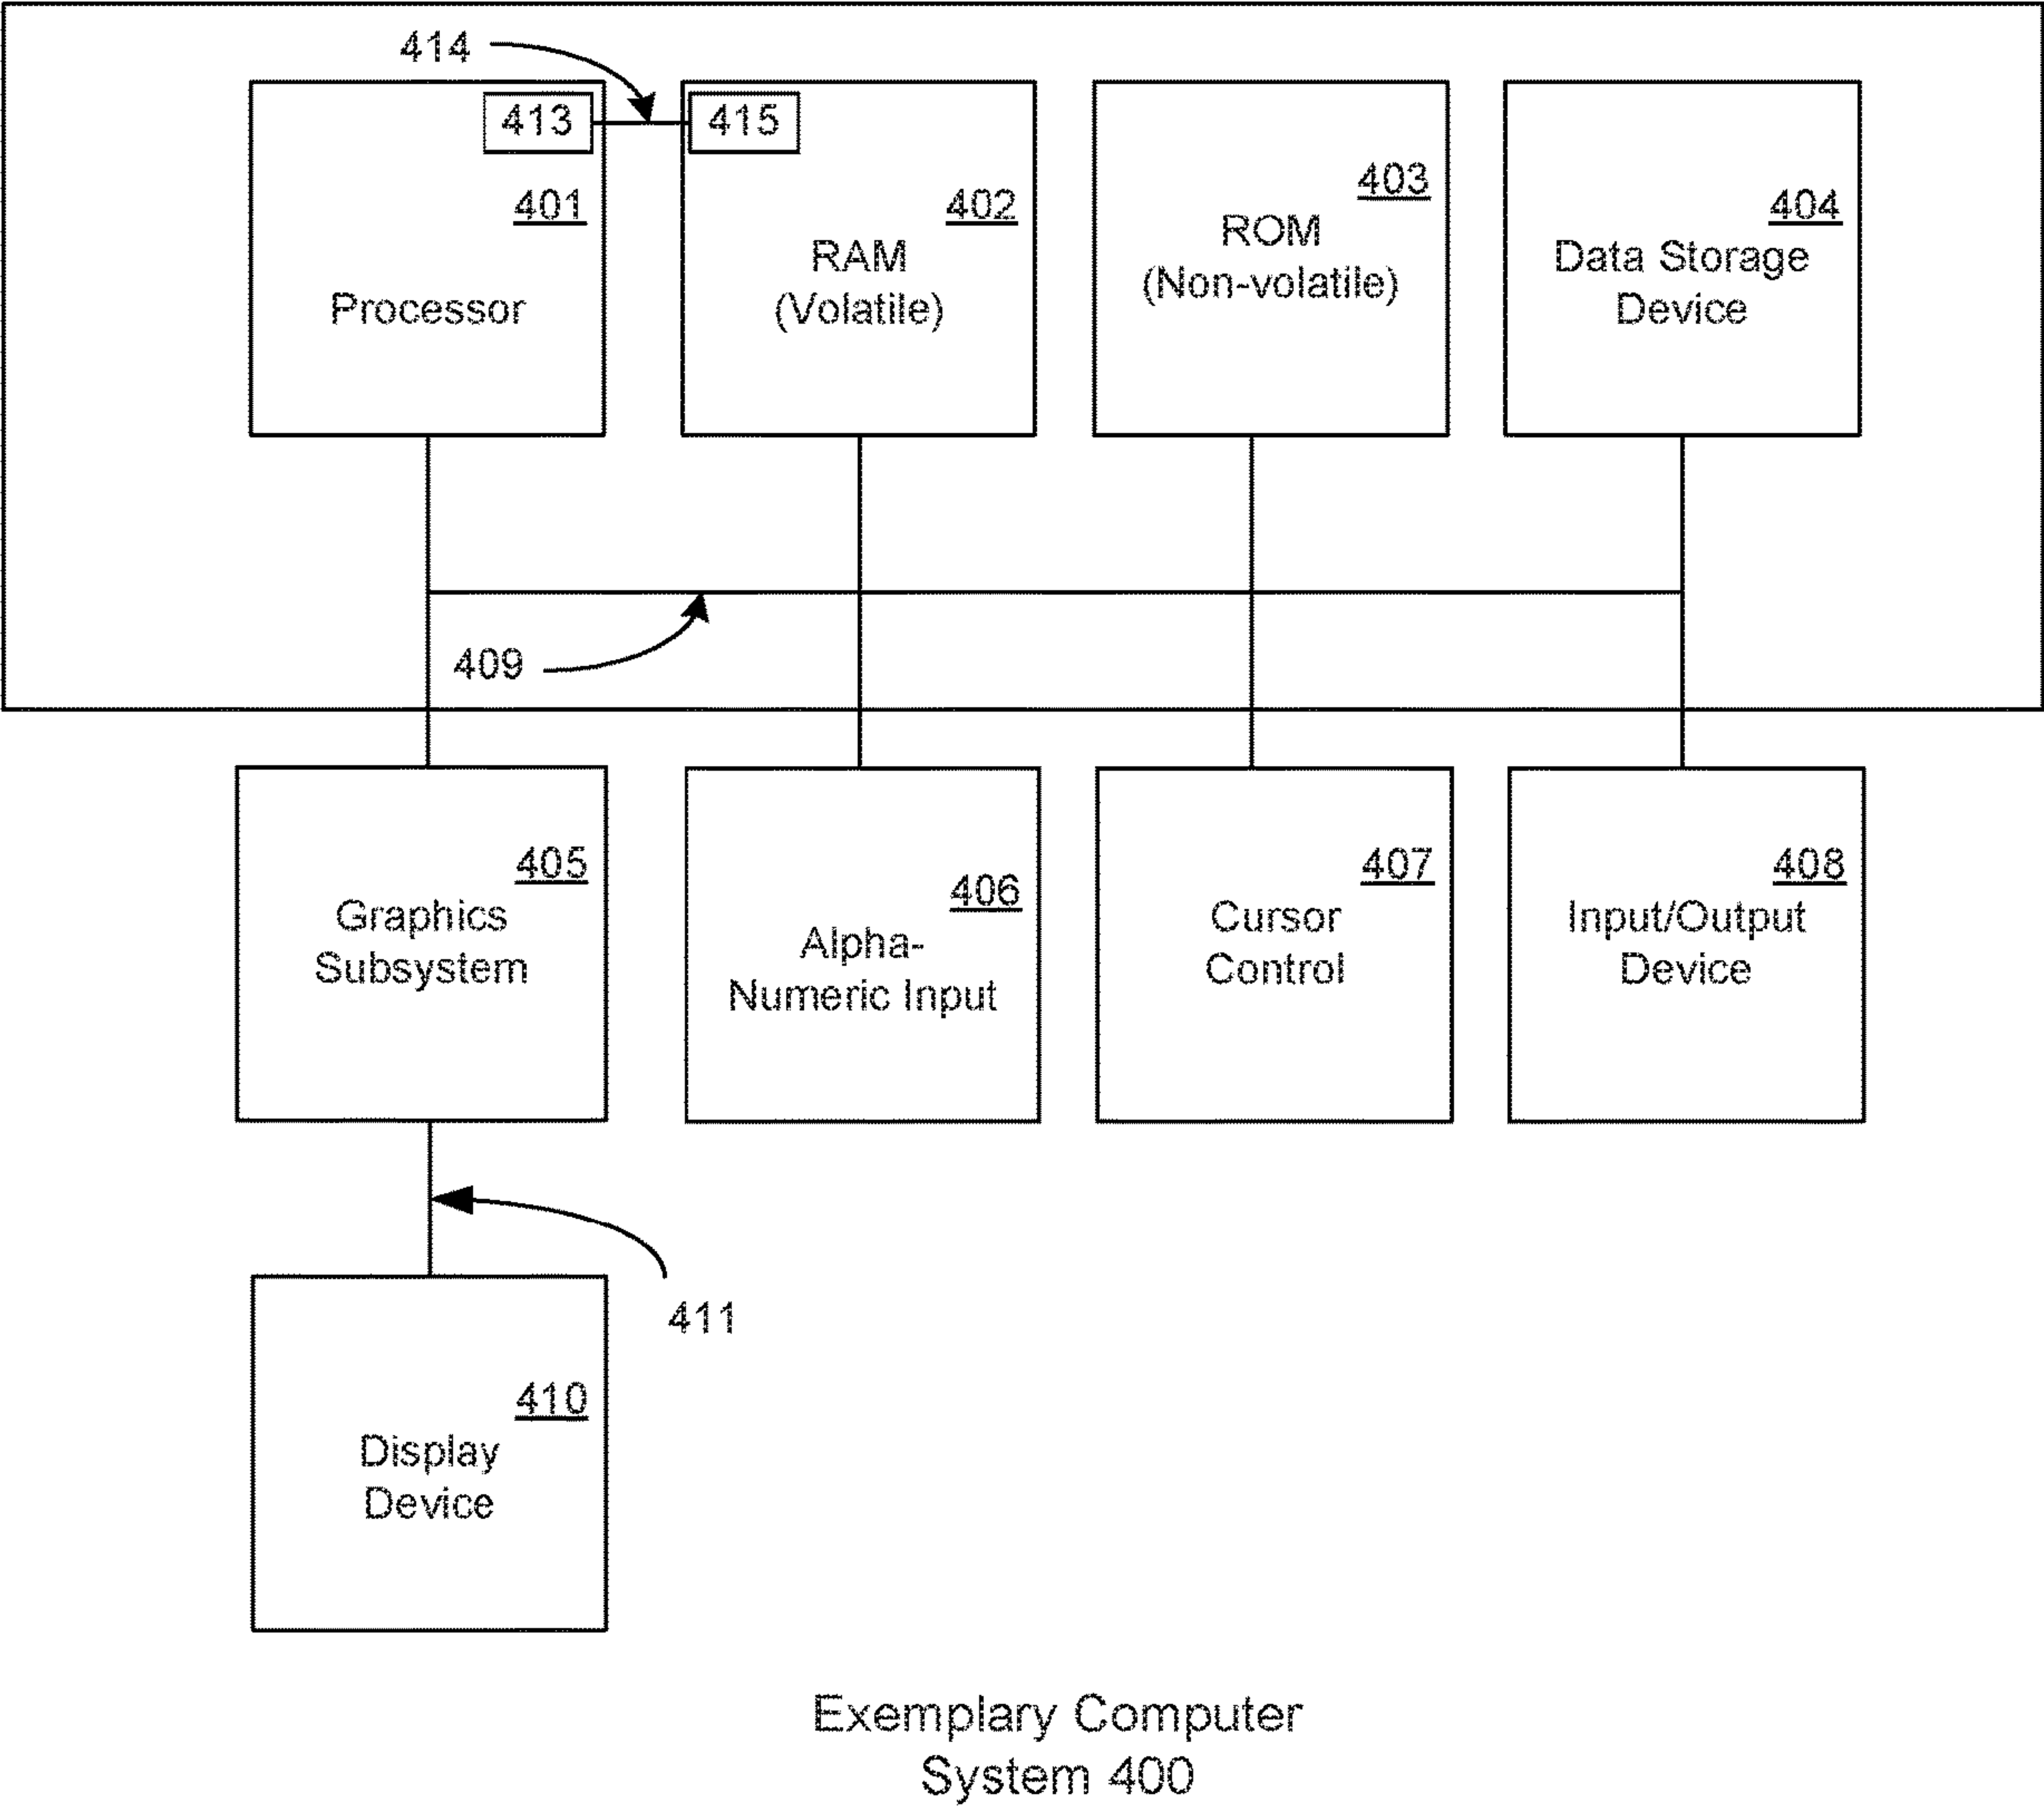 414
413
415
401
Processor
402
RAM
(Volatile)
403
ROM
(Non-volatile)
404
Data Storage
Device
409
405
Graphics
Subsystem
406
Alpha-
Numeric Input
407
Cursor
Control
408
Input/Output
Device
411
410
Display
Device
Exemplary Computer
System 400